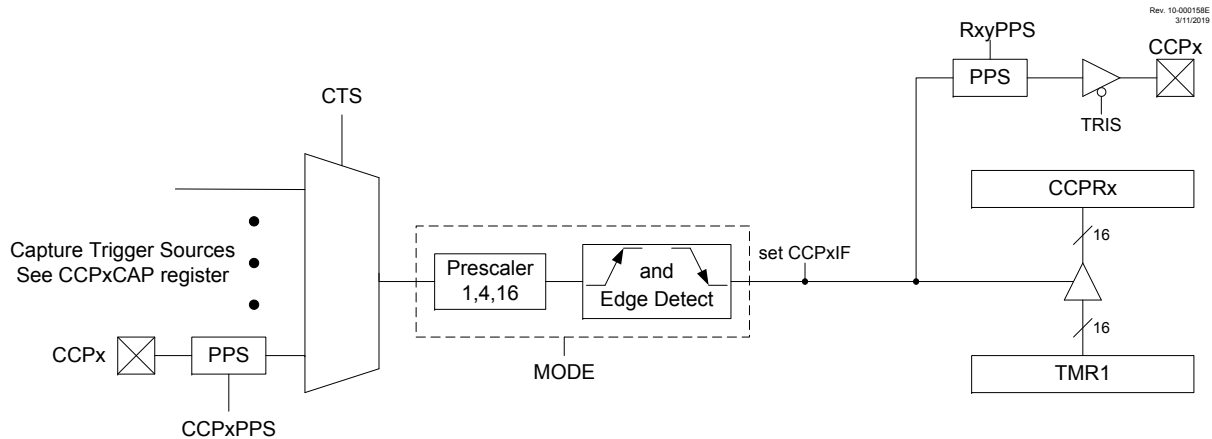 Rev. 10-000158E
3/11/2019
RxyPPS
CCPx
PPS
TRIS
CTS
CCPRx
16
Capture Trigger Sources
See CCPxCAP register
Prescaler
1,4,16
and
Edge Detect
set CCPxIF
16
CCPx
PPS
MODE
TMR1
CCPxPPS